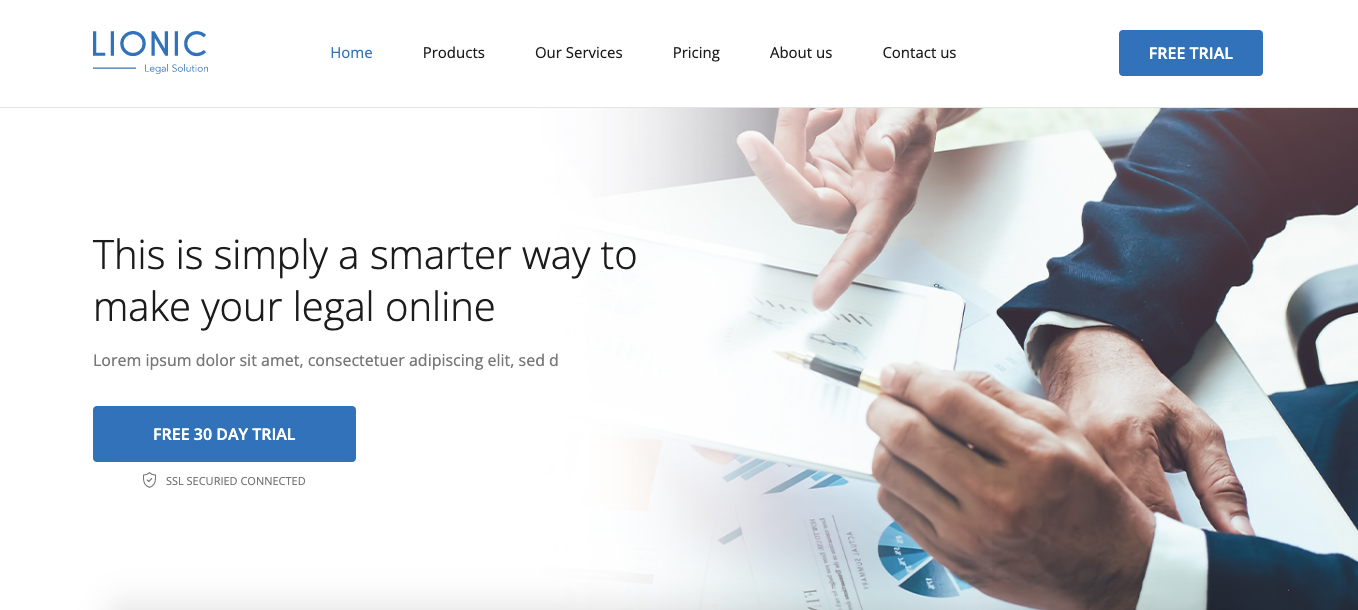 LIONIC
Legal Solution
Home Products Our Services Pricing About us Contact us
FREE TRIAL
This is simply a smarter way to
make your legal online
Lorem ipsum dolor sit amet, consectetuer adipiscing elit, sed d
FREE 30 DAY TRIAL
SSL SECURIED CONNECTED